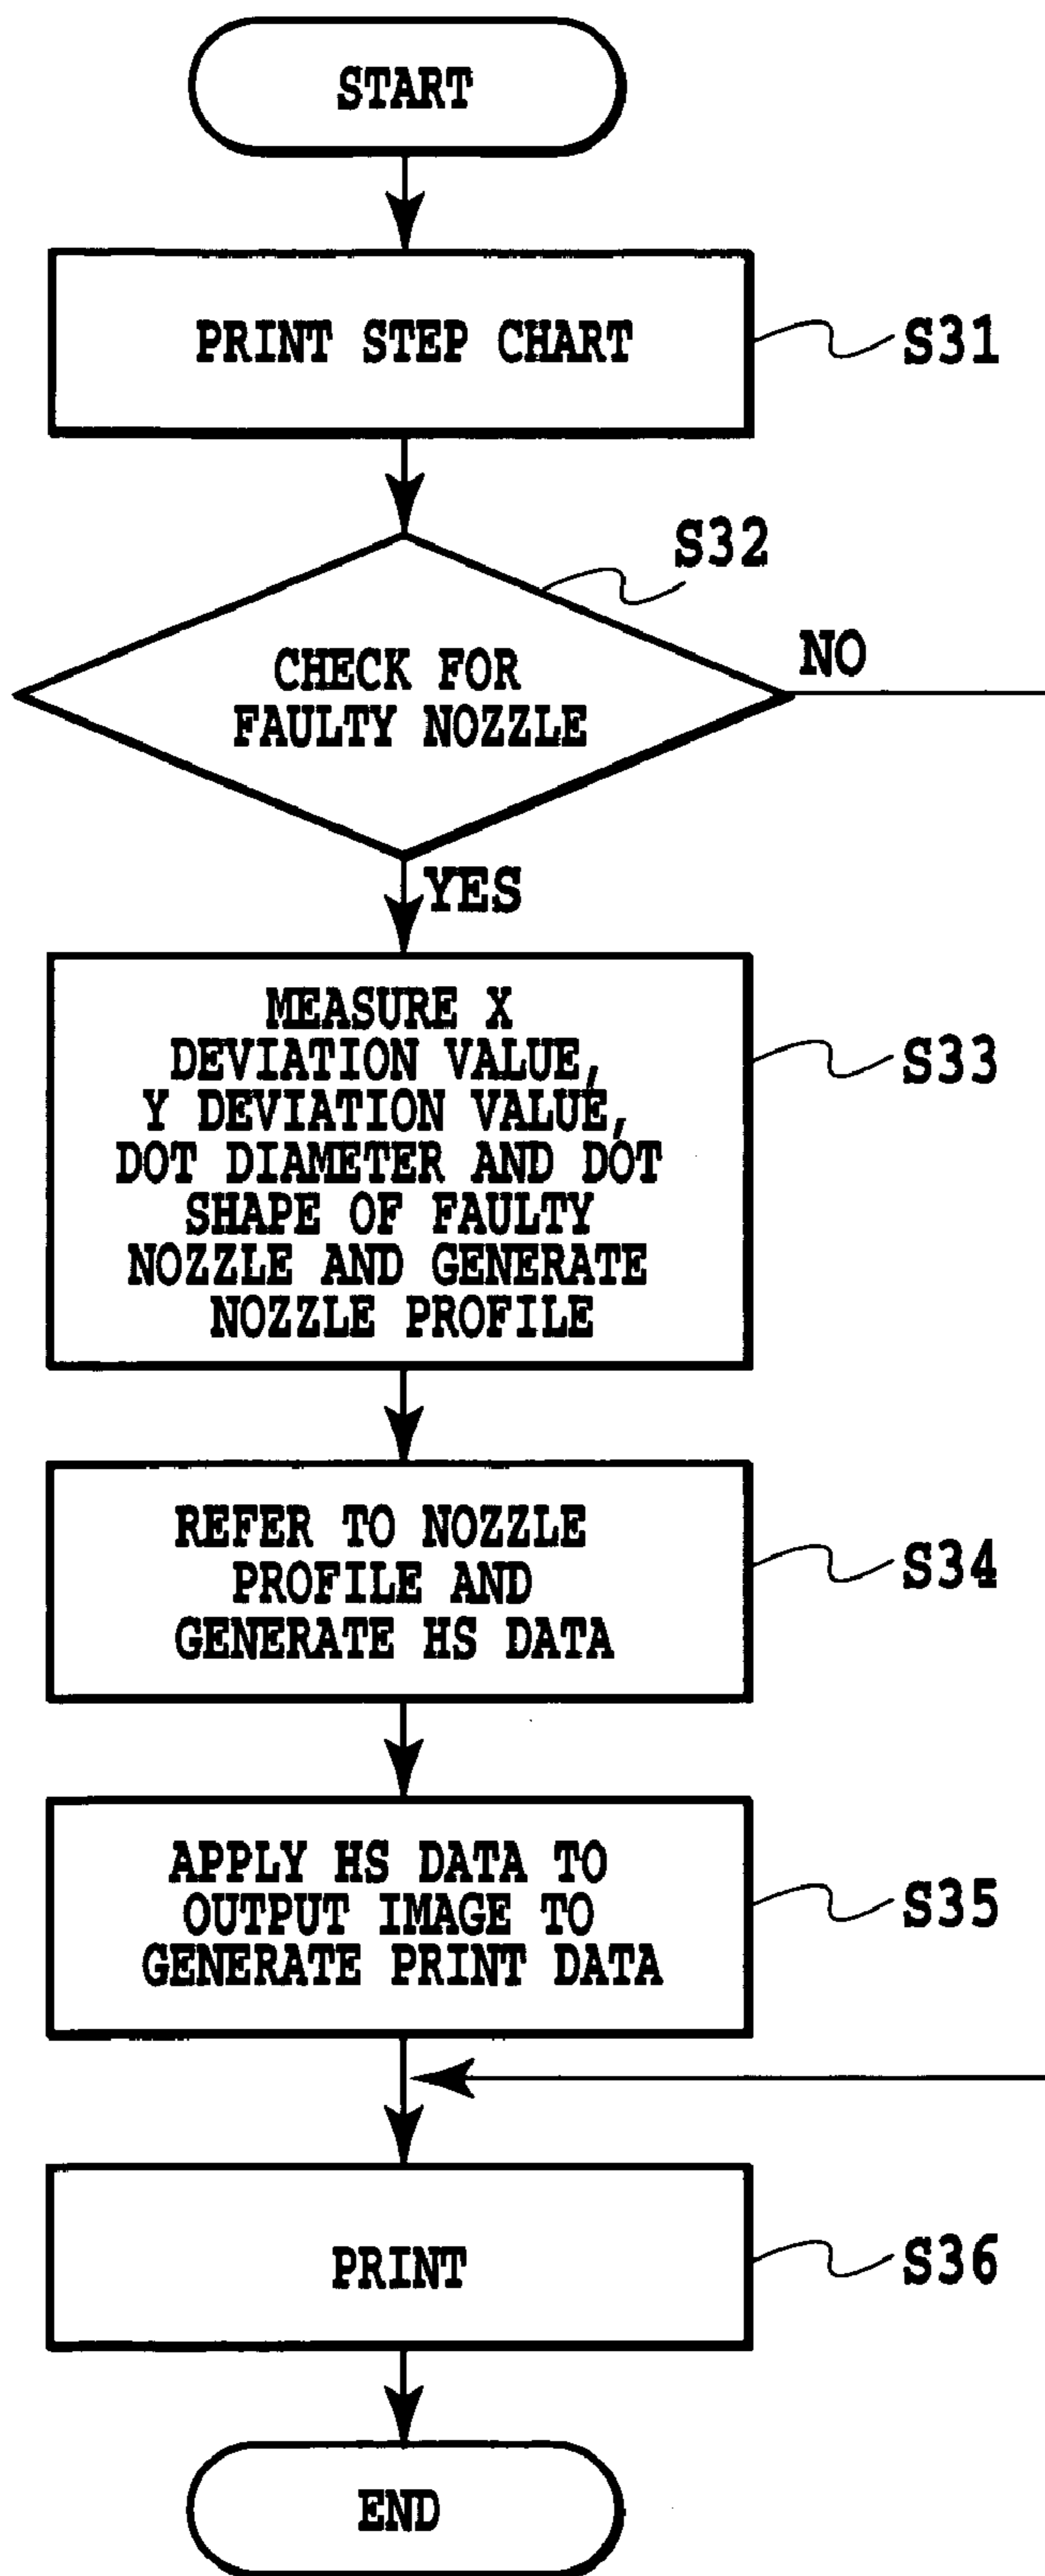 START
PRINT STEP CHART
S31
S32
CHECK FOR
FAULTY NOZZLE
NO
YES
MEASURE X
DEVIATION VALUE,
Y DEVIATION VALUE,
DOT DIAMETER AND DOT
SHAPE OF FAULTY
NOZZLE AND GENERATE
NOZZLE PROFILE
S33
REFER TO NOZZLE
PROFILE AND
GENERATE HS DATA
S34
APPLY HS DATA TO
OUTPUT IMAGE TO
GENERATE PRINT DATA
S35
PRINT
S36
END